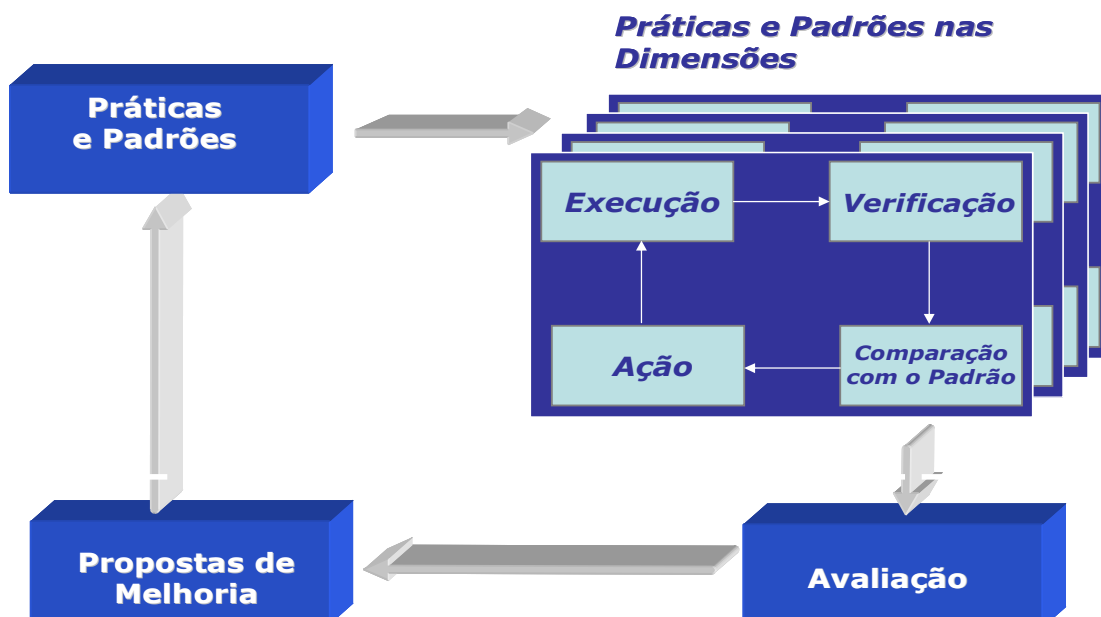 Práticas e Padrões nas
Dimensões
Práticas
e Padrões
Execução
Verificação
Ação
Comparação
com o Padrão
Propostas de
Melhoria
Avaliação